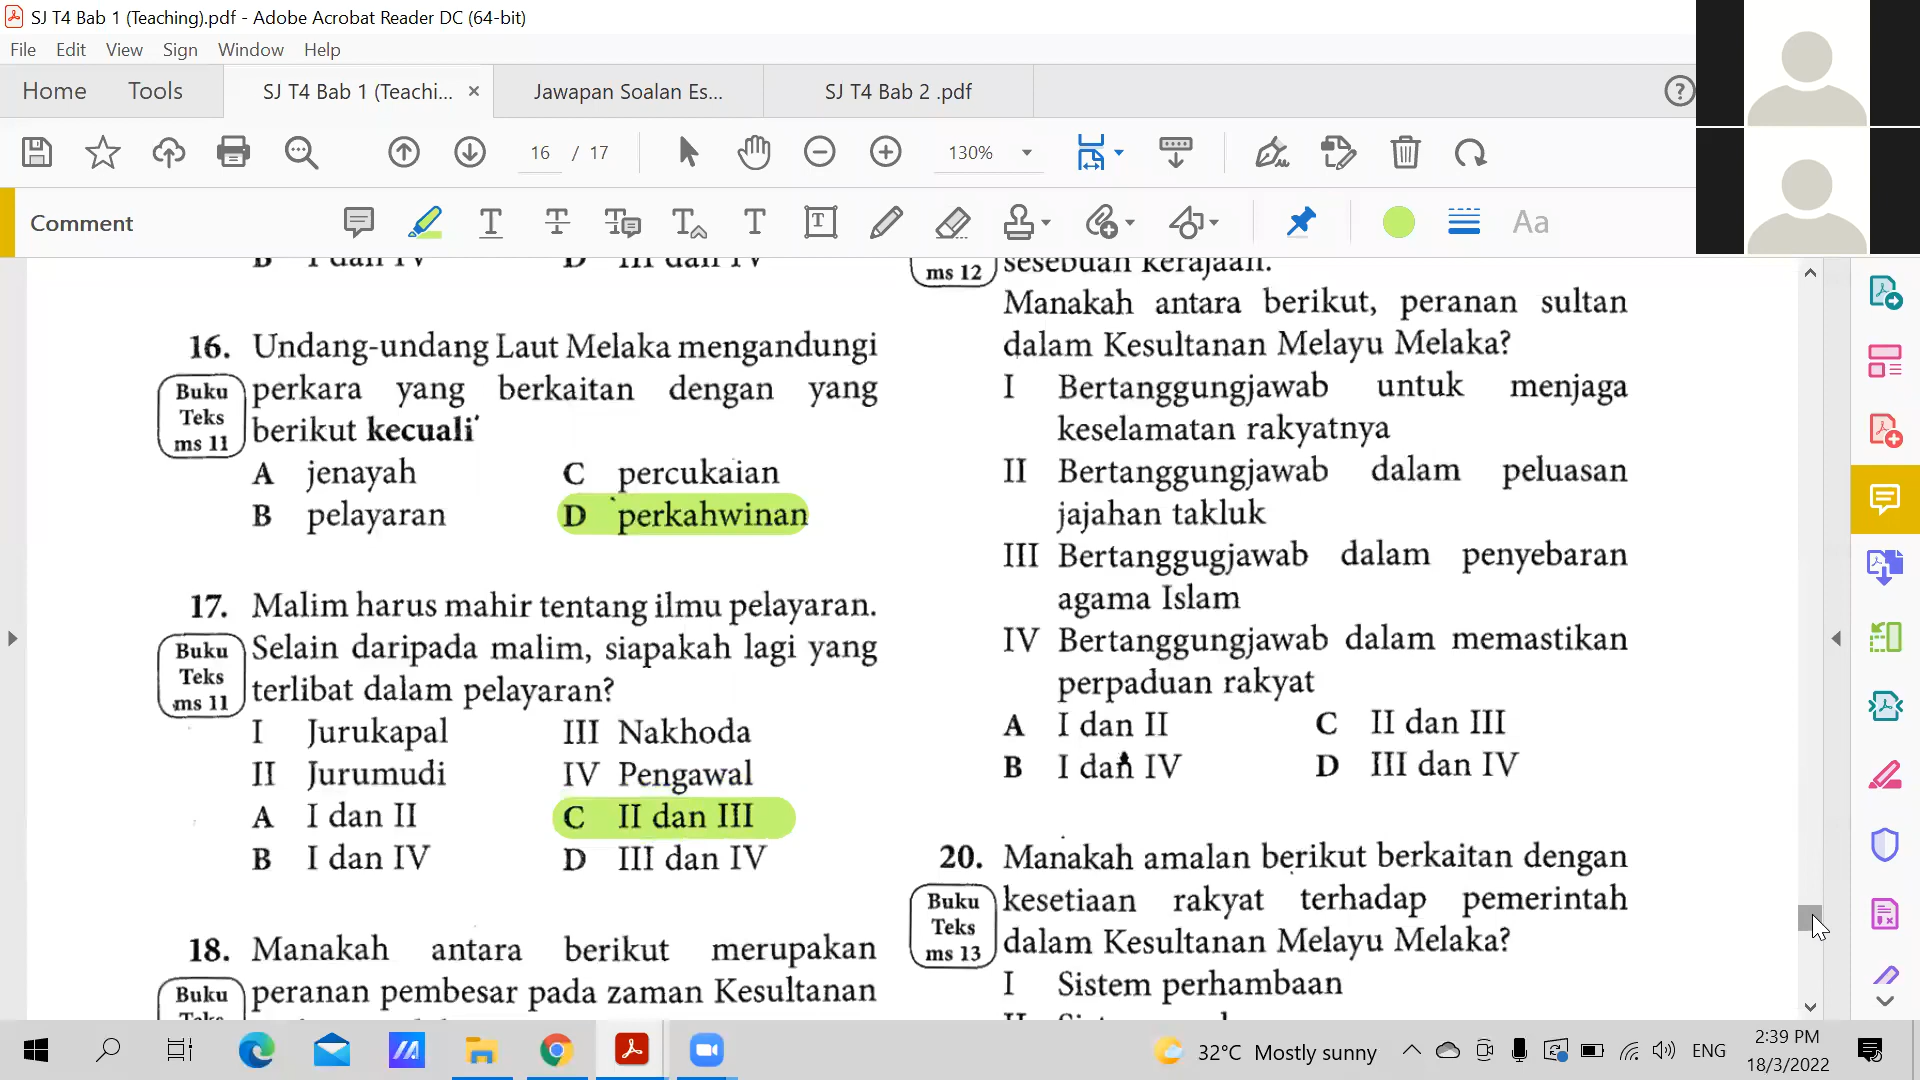 SJ T4 Bab 1 (Teaching).pdf - Adobe Acrobat Reader DC (64-bit)
File Edit View Sign Window Help
Home Tools SJ T4 Bab 1 (Teachi... × Jawapan Soalan Es... SJ T4 Bab 2 .pdf
16 / 17 130%
Comment Aa
B I dan IV D III dan IV
16. Undang-undang Laut Melaka mengandungi
Buku Teks ms 11
perkara yang berkaitan dengan yang
berikut kecuali
A jenayah C percukaian
B pelayaran D perkahwinan
17. Malim harus mahir tentang ilmu pelayaran.
Buku Teks ms 11
Selain daripada malim, siapakah lagi yang
terlibat dalam pelayaran?
I Jurukapal III Nakhoda
II Jurumudi IV Pengawal
A I dan II C II dan III
B I dan IV D III dan IV
18. Manakah antara berikut merupakan
Buku Teks
peranan pembesar pada zaman Kesultanan
ms 12
sesebuah kerajaan.
Manakah antara berikut, peranan sultan
dalam Kesultanan Melayu Melaka?
I Bertanggungjawab untuk menjaga
keselamatan rakyatnya
II Bertanggungjawab dalam peluasan
jajahan takluk
III Bertanggugjawab dalam penyebaran
agama Islam
IV Bertanggungjawab dalam memastikan
perpaduan rakyat
A I dan II C II dan III
B I dan IV D III dan IV
20. Manakah amalan berikut berkaitan dengan
Buku Teks ms 13
kesetiaan rakyat terhadap pemerintah
dalam Kesultanan Melayu Melaka?
I Sistem perhambaan
32°C Mostly sunny ENG 2:39 PM
18/3/2022